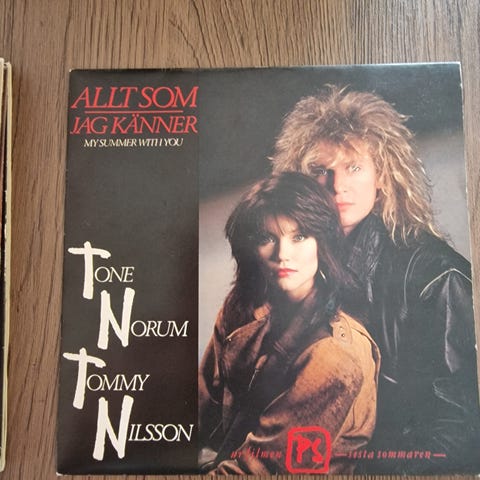 ALLT SOM
JAG KÄNNER
MY SUMMER WITH YOU
TONE
NORUM
TOMMY
NILSSON
ur filmen PS — sista sommaren —